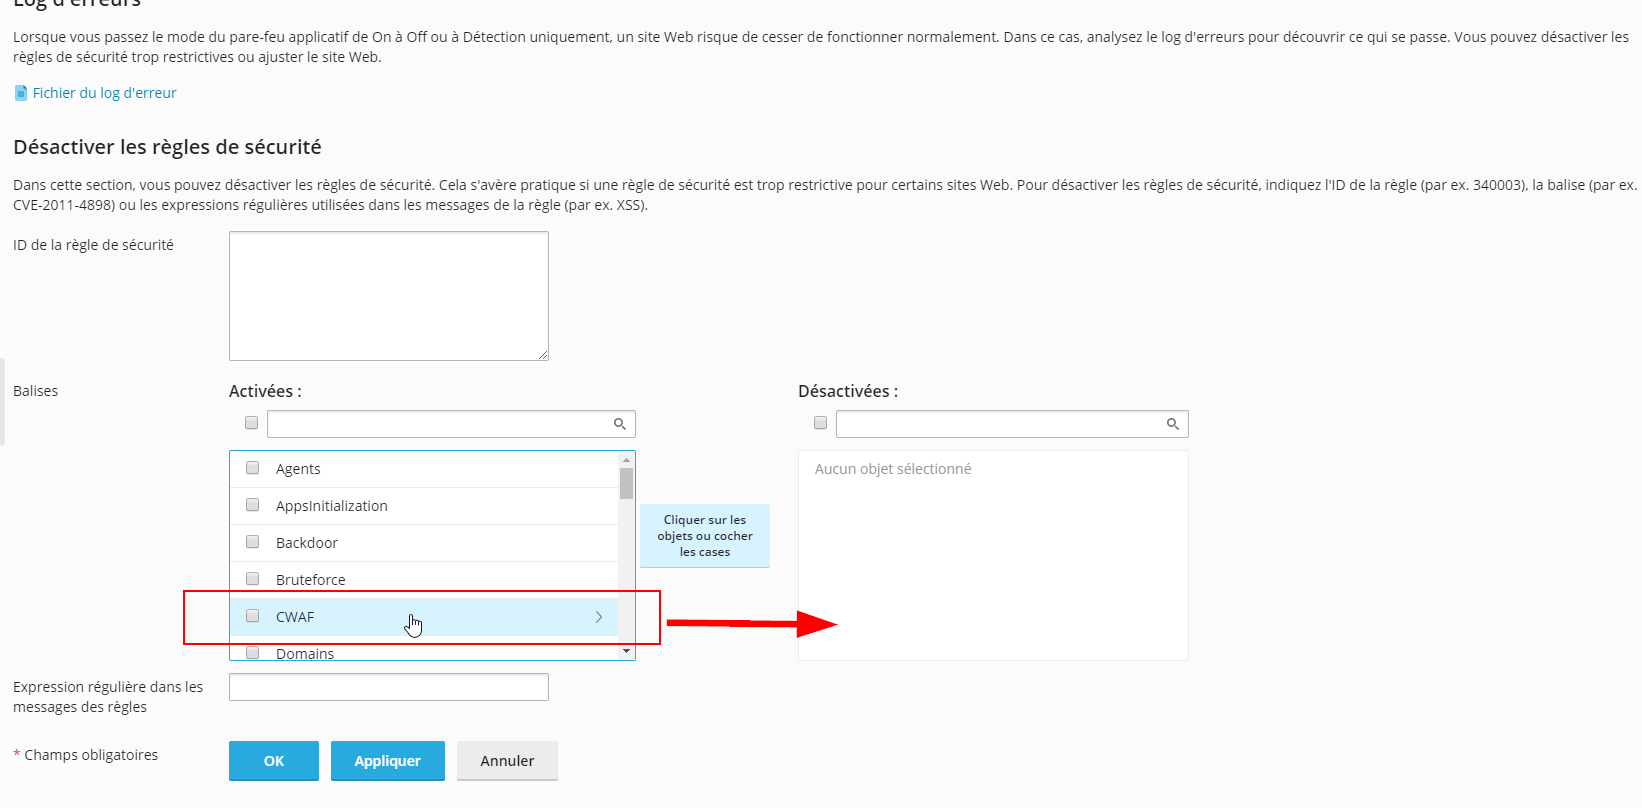 Log d'erreurs
Lorsque vous passez le mode du pare-feu applicatif de On à Off ou à Détection uniquement, un site Web risque de cesser de fonctionner normalement. Dans ce cas, analysez le log d'erreurs pour découvrir ce qui se passe. Vous pouvez désactiver les
règles de sécurité trop restrictives ou ajuster le site Web.
Fichier du log d'erreur
Désactiver les règles de sécurité
Dans cette section, vous pouvez désactiver les règles de sécurité. Cela s'avère pratique si une règle de sécurité est trop restrictive pour certains sites Web. Pour désactiver les règles de sécurité, indiquez l'ID de la règle (par ex. 340003), la balise (par ex.
CVE-2011-4898) ou les expressions régulières utilisées dans les messages de la règle (par ex. XSS).
ID de la règle de sécurité
Balises
Activées :
Désactivées :
Agents
Aucun objet sélectionné
AppsInitialization
Cliquer sur les
objets ou cocher
les cases
Backdoor
Bruteforce
CWAF
Domains
Expression régulière dans les
messages des règles
* Champs obligatoires
OK
Appliquer
Annuler